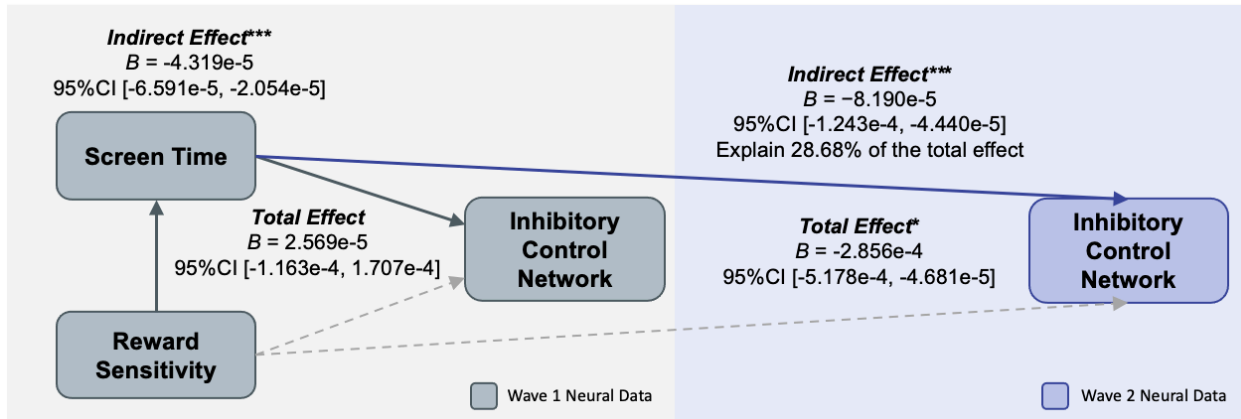 Indirect Effect***
B = -4.319e-5
95%CI [-6.591e-5, -2.054e-5]
Screen Time
Total Effect
B = 2.569e-5
95%CI [-1.163e-4, 1.707e-4]
Inhibitory
Control
Network
Reward
Sensitivity
Wave 1 Neural Data
Indirect Effect***
B = −8.190e-5
95%CI [-1.243e-4, -4.440e-5]
Explain 28.68% of the total effect
Total Effect*
B = -2.856e-4
95%CI [-5.178e-4, -4.681e-5]
Inhibitory
Control
Network
Wave 2 Neural Data